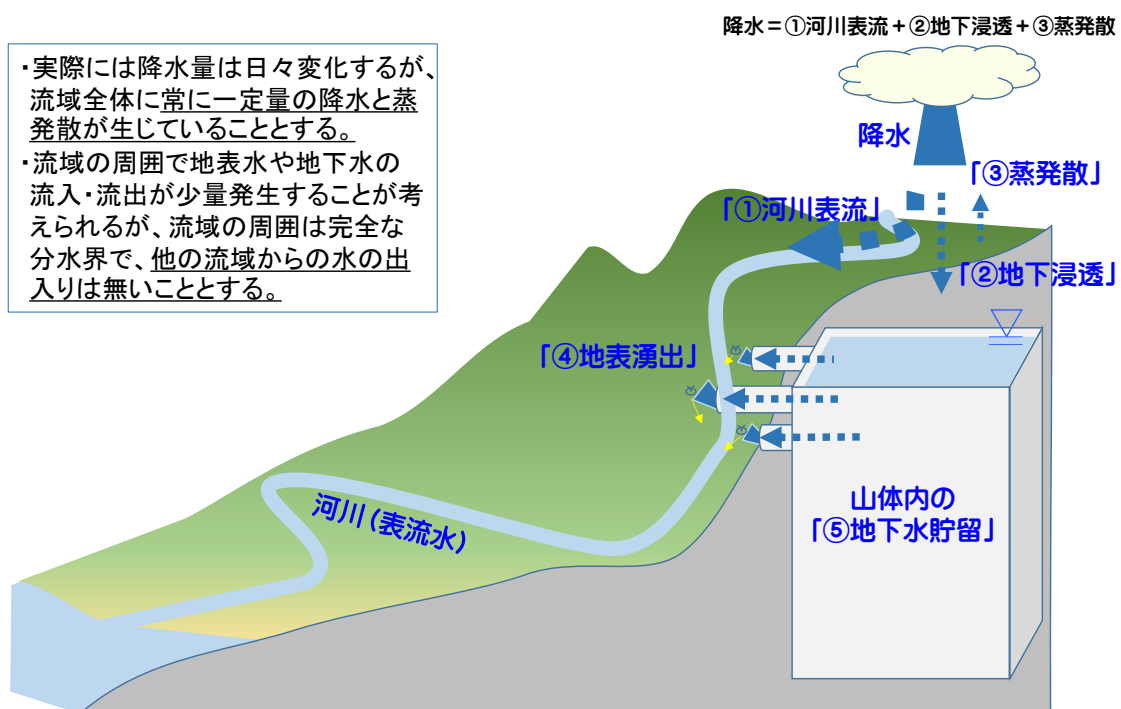 降水＝①河川表流＋②地下浸透＋③蒸発散
・実際には降水量は日々変化するが、
流域全体に常に一定量の降水と蒸
発散が生じていることとする。
・流域の周囲で地表水や地下水の
流入・流出が少量発生することが考
えられるが、流域の周囲は完全な
分水界で、他の流域からの水の出
入りは無いこととする。
降水
「③蒸発散」
「①河川表流」
「②地下浸透」
「④地表湧出」
河川（表流水）
山体内の
「⑤地下水貯留」